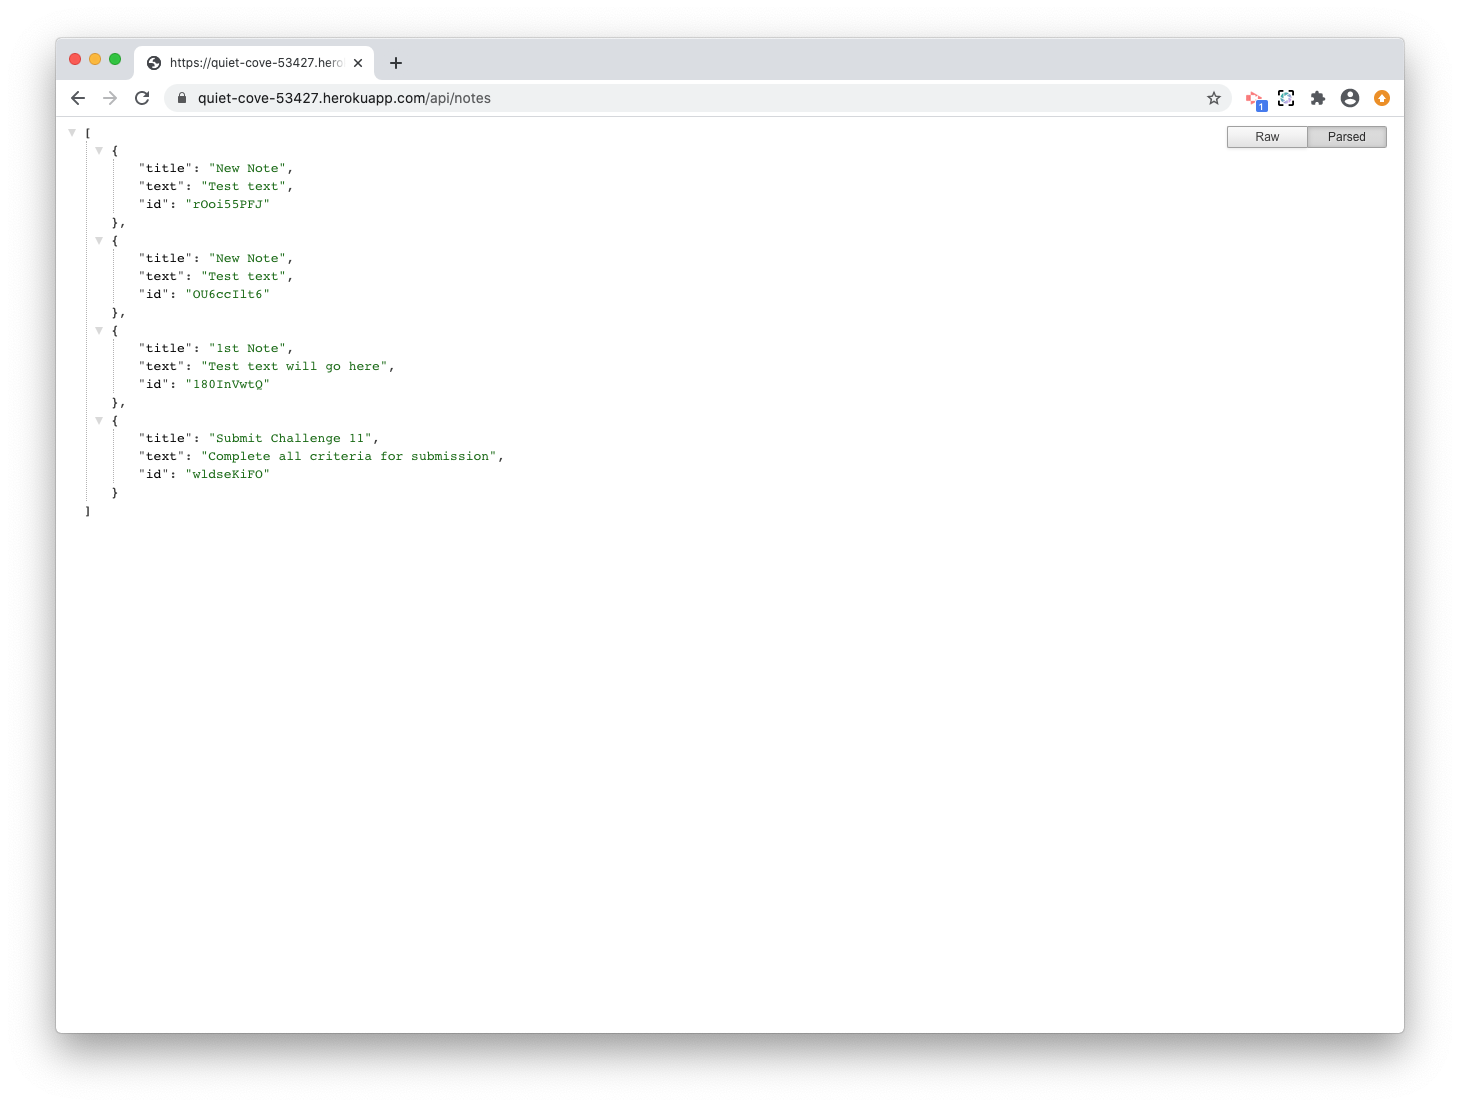 https://quiet-cove-53427.hero
quiet-cove-53427.herokuapp.com/api/notes
1
Raw
Parsed
[
{
"title": "New Note",
"text": "Test text",
"id": "rOoi55PFJ"
},
{
"title": "New Note",
"text": "Test text",
"id": "OU6ccIlt6"
},
{
"title": "1st Note",
"text": "Test text will go here",
"id": "180InVwtQ"
},
{
"title": "Submit Challenge 11",
"text": "Complete all criteria for submission",
"id": "wldseKiFO"
}
]